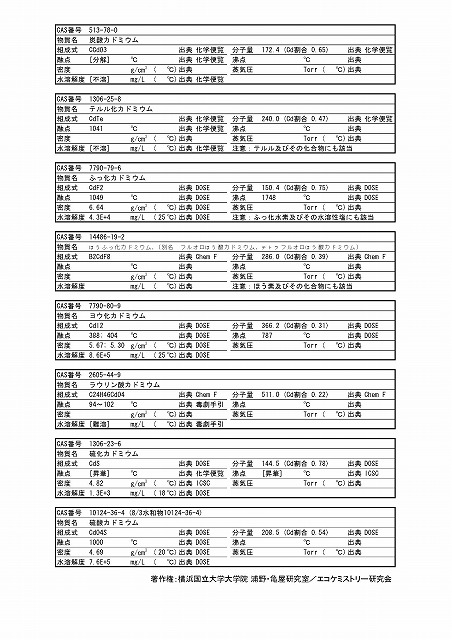 CAS番号 513-78-0
物質名 炭酸カドミウム
組成式 CCdO3 出典 化学便覧 分子量 172.4 (Cd割合 0.65) 出典 化学便覧
融点 [分解] ℃ 出典 化学便覧 沸点 ℃ 出典
密度 g/cm³ ( ℃) 出典 蒸気圧 Torr ( ℃) 出典
水溶解度 [不溶] mg/L ( ℃) 出典 化学便覧
CAS番号 1306-25-8
物質名 テルル化カドミウム
組成式 CdTe 出典 化学便覧 分子量 240.0 (Cd割合 0.47) 出典 化学便覧
融点 1041 ℃ 出典 化学便覧 沸点 ℃ 出典
密度 g/cm³ ( ℃) 出典 蒸気圧 Torr ( ℃) 出典
水溶解度 [不溶] mg/L ( ℃) 出典 化学便覧 注意:テルル及びその化合物にも該当
CAS番号 7790-79-6
物質名 ふっ化カドミウム
組成式 CdF2 出典 DOSE 分子量 150.4 (Cd割合 0.75) 出典 DOSE
融点 1049 ℃ 出典 DOSE 沸点 1748 ℃ 出典 DOSE
密度 6.64 g/cm³ ( ℃) 出典 DOSE 蒸気圧 Torr ( ℃) 出典
水溶解度 4.3E+4 mg/L (25℃) 出典 DOSE 注意:ふっ化水素及びその水溶性塩にも該当
CAS番号 14486-19-2
物質名 ほうふっ化カドミウム、(別名 フルオロほう酸カドミウム、テトラフルオロほう酸カドミウム)
組成式 B2CdF8 出典 Chem F 分子量 286.0 (Cd割合 0.39) 出典 Chem F
融点 ℃ 出典 沸点 ℃ 出典
密度 g/cm³ ( ℃) 出典 蒸気圧 Torr ( ℃) 出典
水溶解度 mg/L ( ℃) 出典 注意:ほう素及びその化合物にも該当
CAS番号 7790-80-9
物質名 ヨウ化カドミウム
組成式 CdI2 出典 DOSE 分子量 366.2 (Cd割合 0.31) 出典 DOSE
融点 388; 404 ℃ 出典 DOSE 沸点 787 ℃ 出典 DOSE
密度 5.67; 5.30 g/cm³ ( ℃) 出典 DOSE 蒸気圧 Torr ( ℃) 出典
水溶解度 8.6E+5 mg/L (25℃) 出典 DOSE
CAS番号 2605-44-9
物質名 ラウリン酸カドミウム
組成式 C24H46CdO4 出典 Chem F 分子量 511.0 (Cd割合 0.22) 出典 Chem F
融点 94~102 ℃ 出典 毒劇手引 沸点 ℃ 出典
密度 g/cm³ ( ℃) 出典 蒸気圧 Torr ( ℃) 出典
水溶解度 [難溶] mg/L ( ℃) 出典 毒劇手引
CAS番号 1306-23-6
物質名 硫化カドミウム
組成式 CdS 出典 DOSE 分子量 144.5 (Cd割合 0.78) 出典 DOSE
融点 [昇華] ℃ 出典 化学便覧 沸点 [昇華] ℃ 出典 ICSC
密度 4.82 g/cm³ ( ℃) 出典 ICSC 蒸気圧 Torr ( ℃) 出典
水溶解度 1.3E+3 mg/L (18℃) 出典 DOSE
CAS番号 10124-36-4 (8/3水和物10124-36-4)
物質名 硫酸カドミウム
組成式 CdO4S 出典 DOSE 分子量 208.5 (Cd割合 0.54) 出典 DOSE
融点 1000 ℃ 出典 DOSE 沸点 ℃ 出典
密度 4.69 g/cm³ (20℃) 出典 DOSE 蒸気圧 Torr ( ℃) 出典
水溶解度 7.6E+5 mg/L ( ℃) 出典 DOSE
著作権:横浜国立大学大学院 浦野・亀屋研究室/エコケミストリー研究会